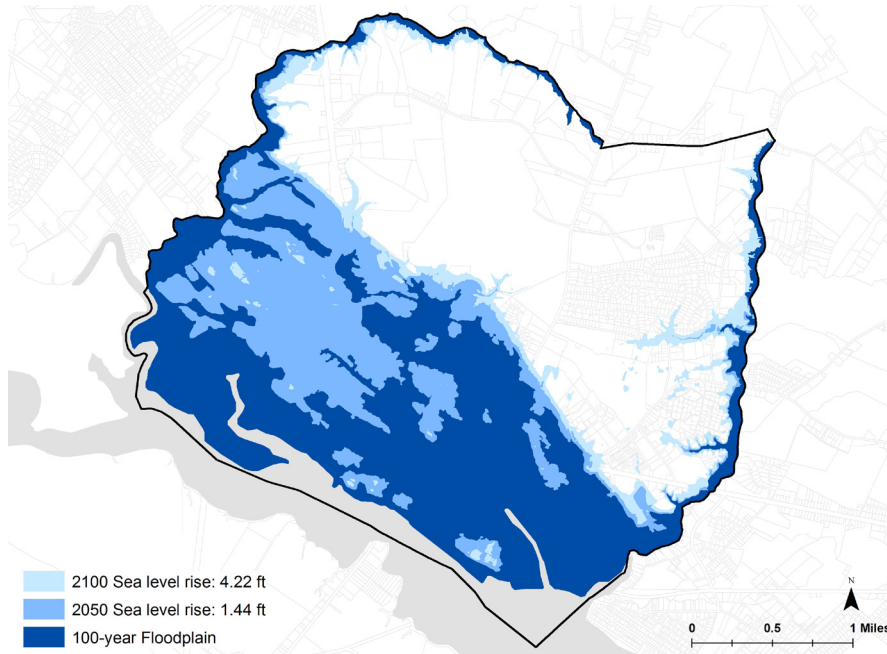 2100 Sea level rise: 4.22 ft
2050 Sea level rise: 1.44 ft
100-year Floodplain
N
0 0.5 1 Miles